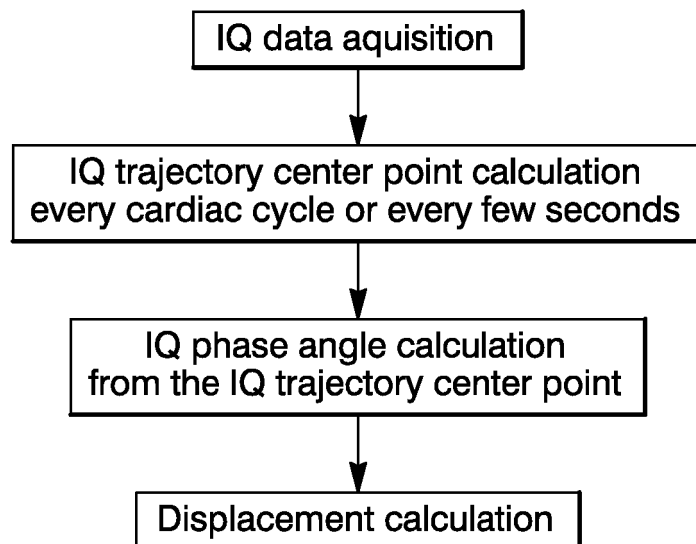 IQ data aquisition
IQ trajectory center point calculation
every cardiac cycle or every few seconds
IQ phase angle calculation
from the IQ trajectory center point
Displacement calculation